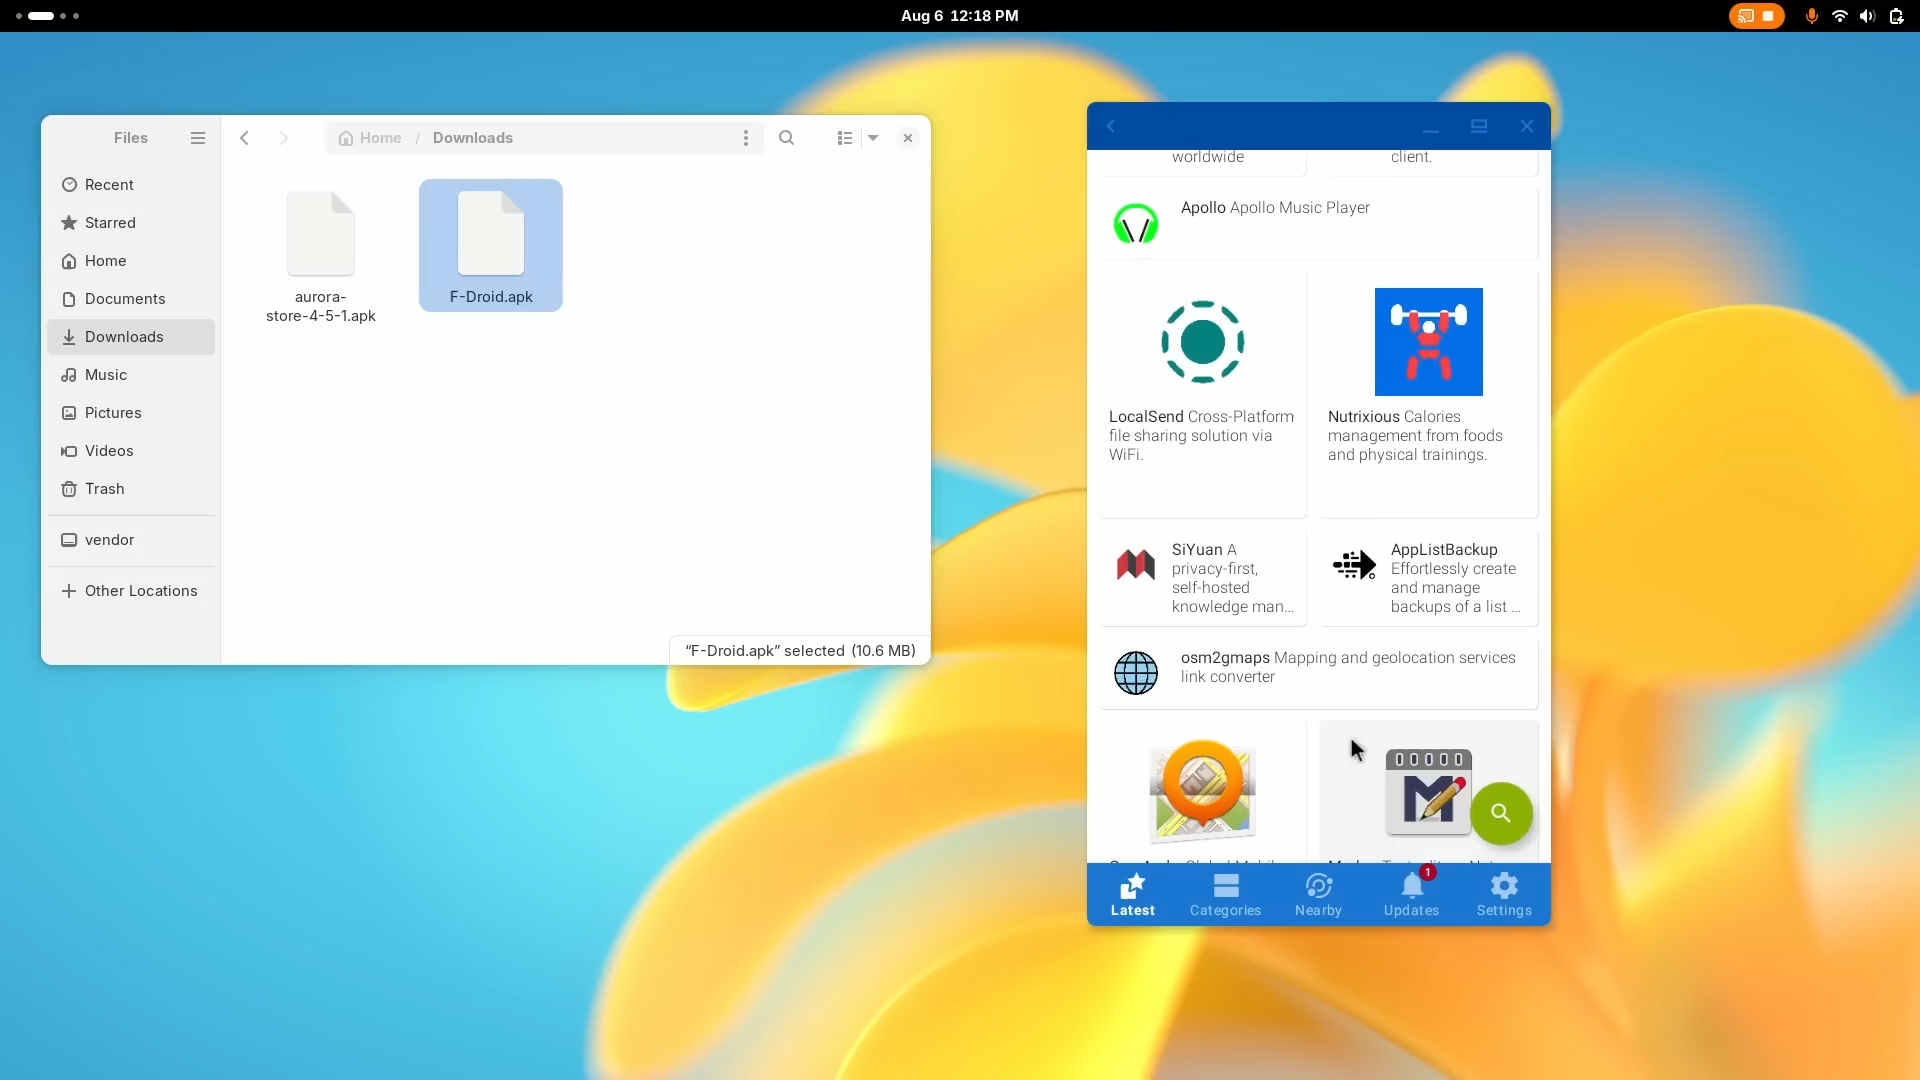 Aug 6 12:18 PM
Files
Home / Downloads
Recent
Starred
Home
Documents
Downloads
Music
Pictures
Videos
Trash
vendor
Other Locations
aurora-
store-4-5-1.apk
F-Droid.apk
“F-Droid.apk” selected (10.6 MB)
worldwide
client.
Apollo Apollo Music Player
LocalSend Cross-Platform
file sharing solution via
WiFi.
Nutrixious Calories
management from foods
and physical trainings.
SiYuan A
privacy-first,
self-hosted
knowledge man...
AppListBackup
Effortlessly create
and manage
backups of a list ...
osm2gmaps Mapping and geolocation services
link converter
1
Latest
Categories
Nearby
Updates
Settings